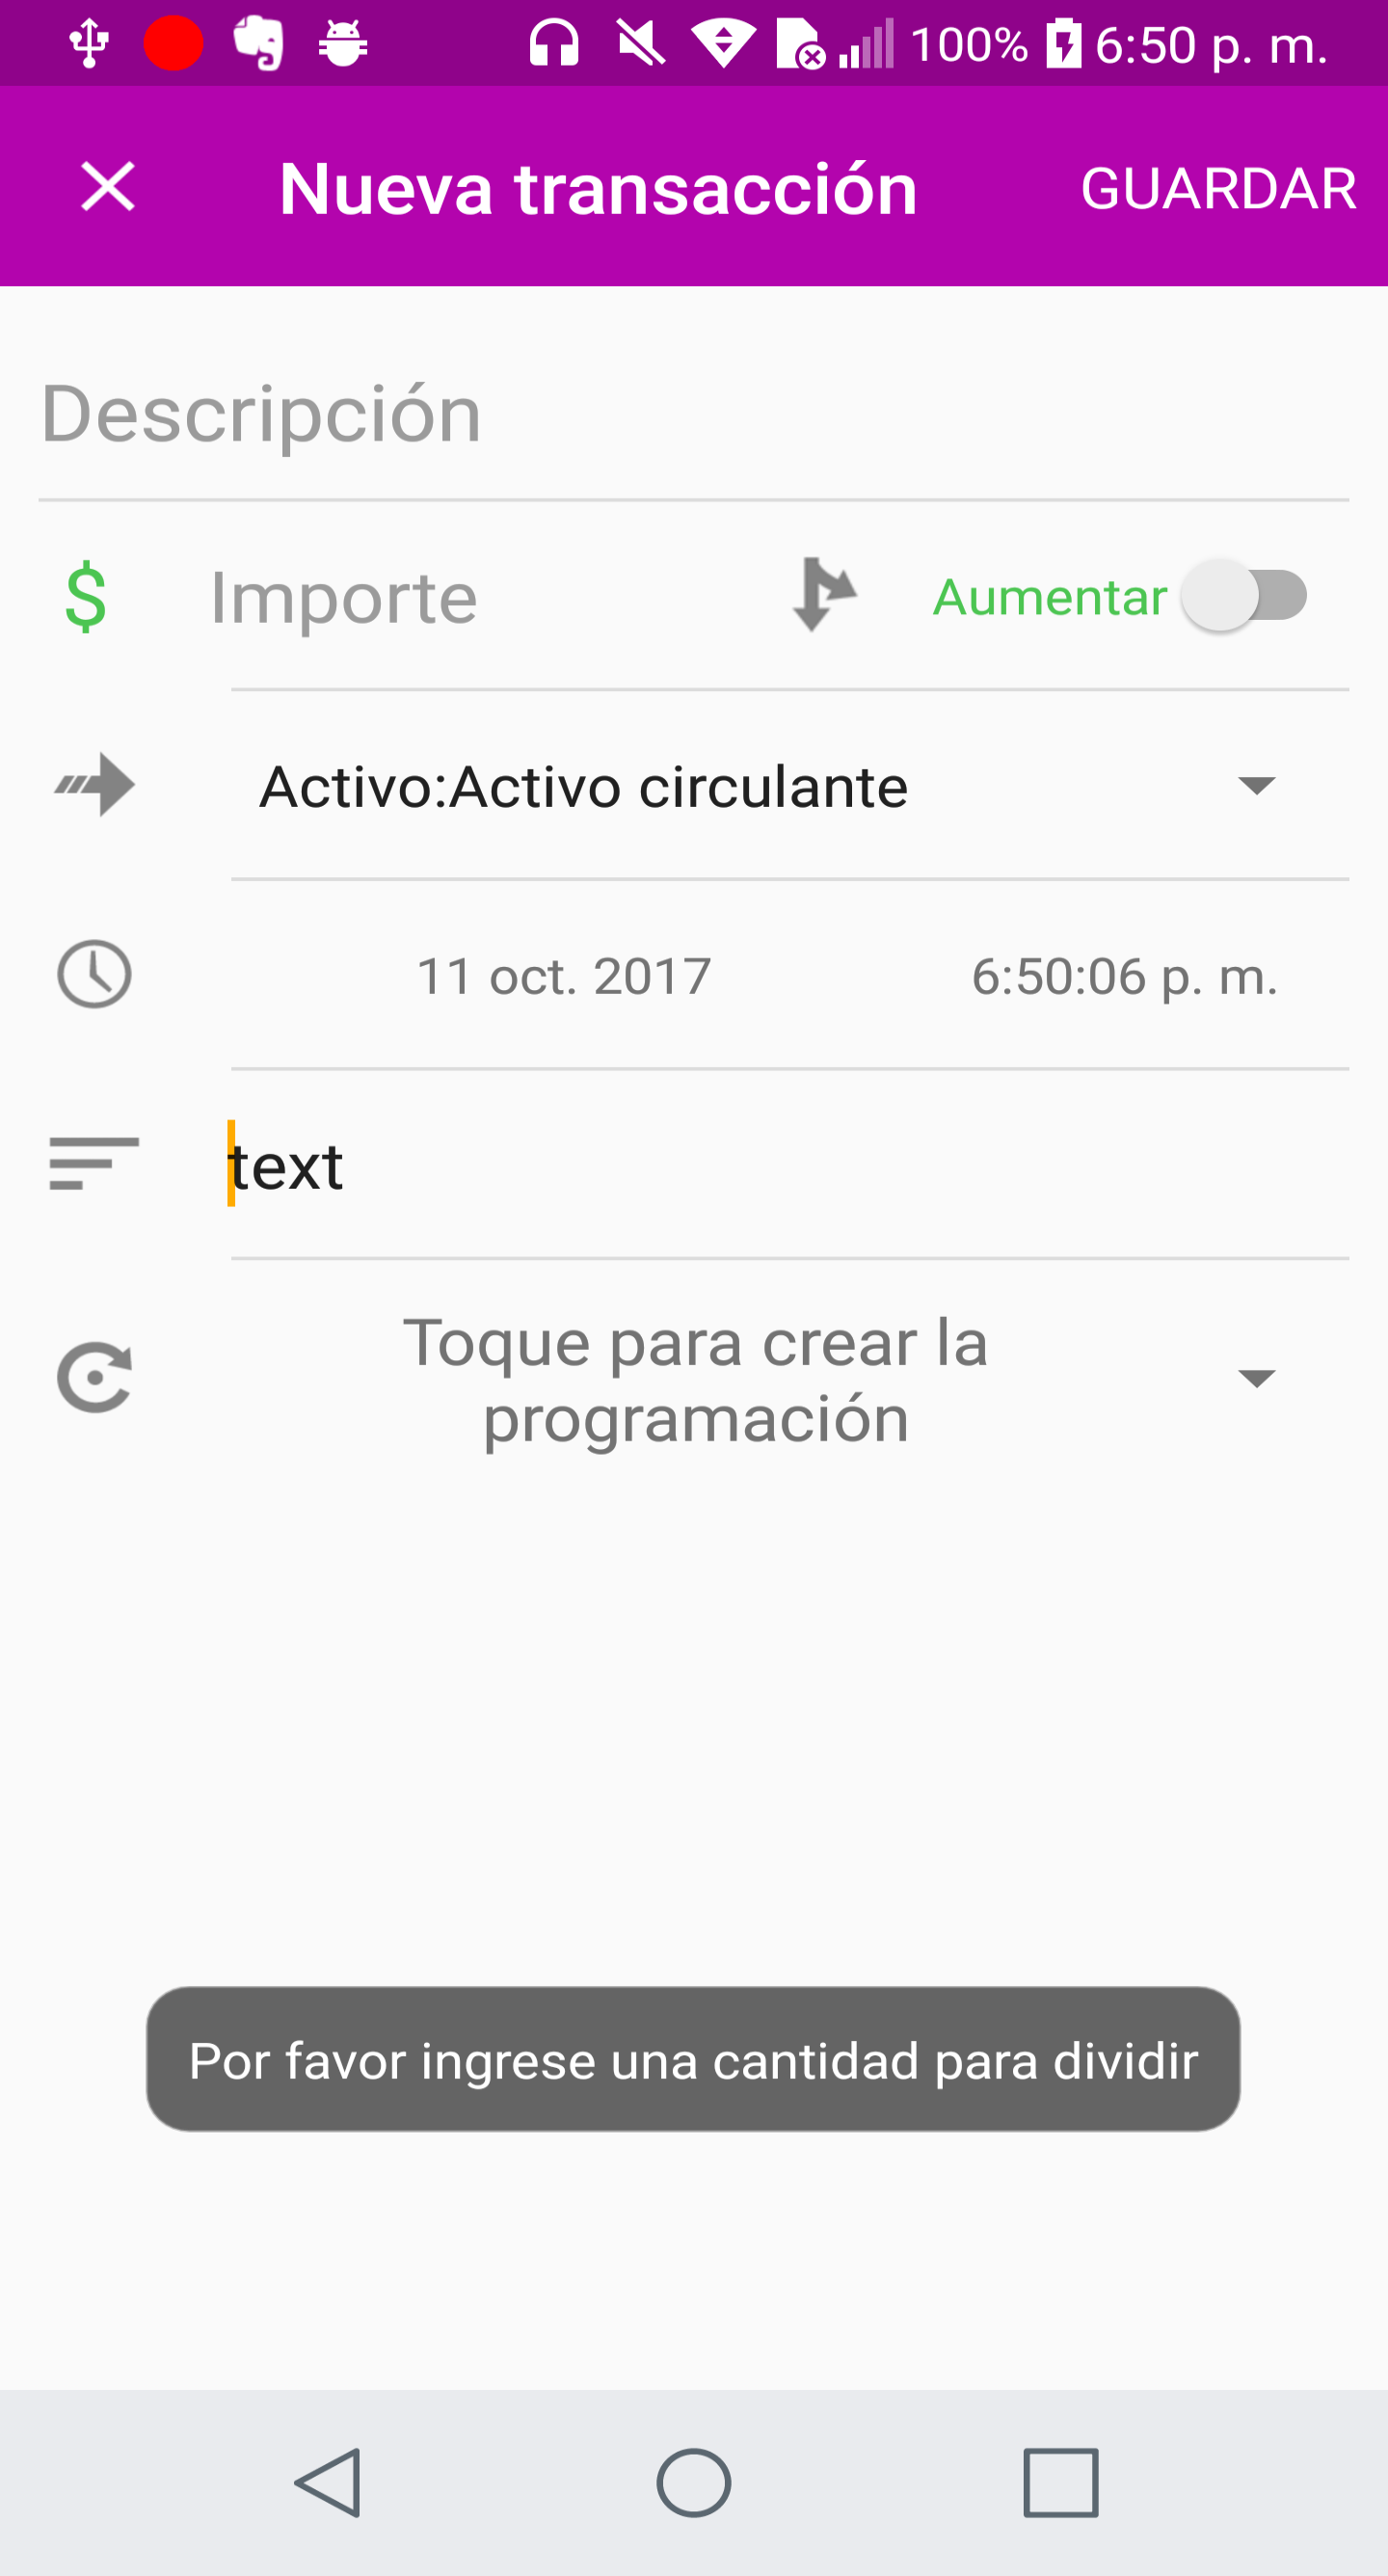 100% 6:50 p. m.
Nueva transacción GUARDAR
Descripción
$ Importe Aumentar
Activo:Activo circulante
11 oct. 2017 6:50:06 p. m.
text
Toque para crear la
programación
Por favor ingrese una cantidad para dividir